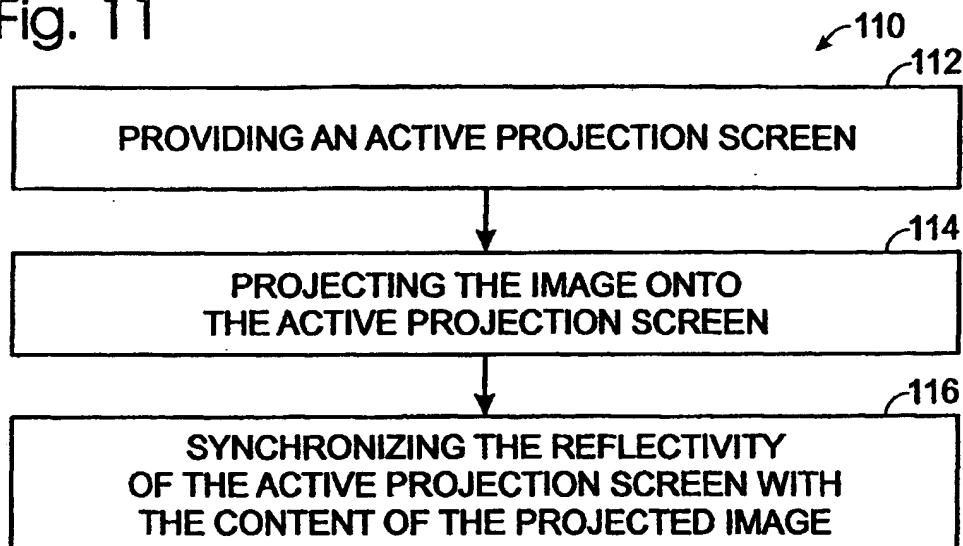 Fig. 11
110
112
PROVIDING AN ACTIVE PROJECTION SCREEN
114
PROJECTING THE IMAGE ONTO
THE ACTIVE PROJECTION SCREEN
116
SYNCHRONIZING THE REFLECTIVITY
OF THE ACTIVE PROJECTION SCREEN WITH
THE CONTENT OF THE PROJECTED IMAGE